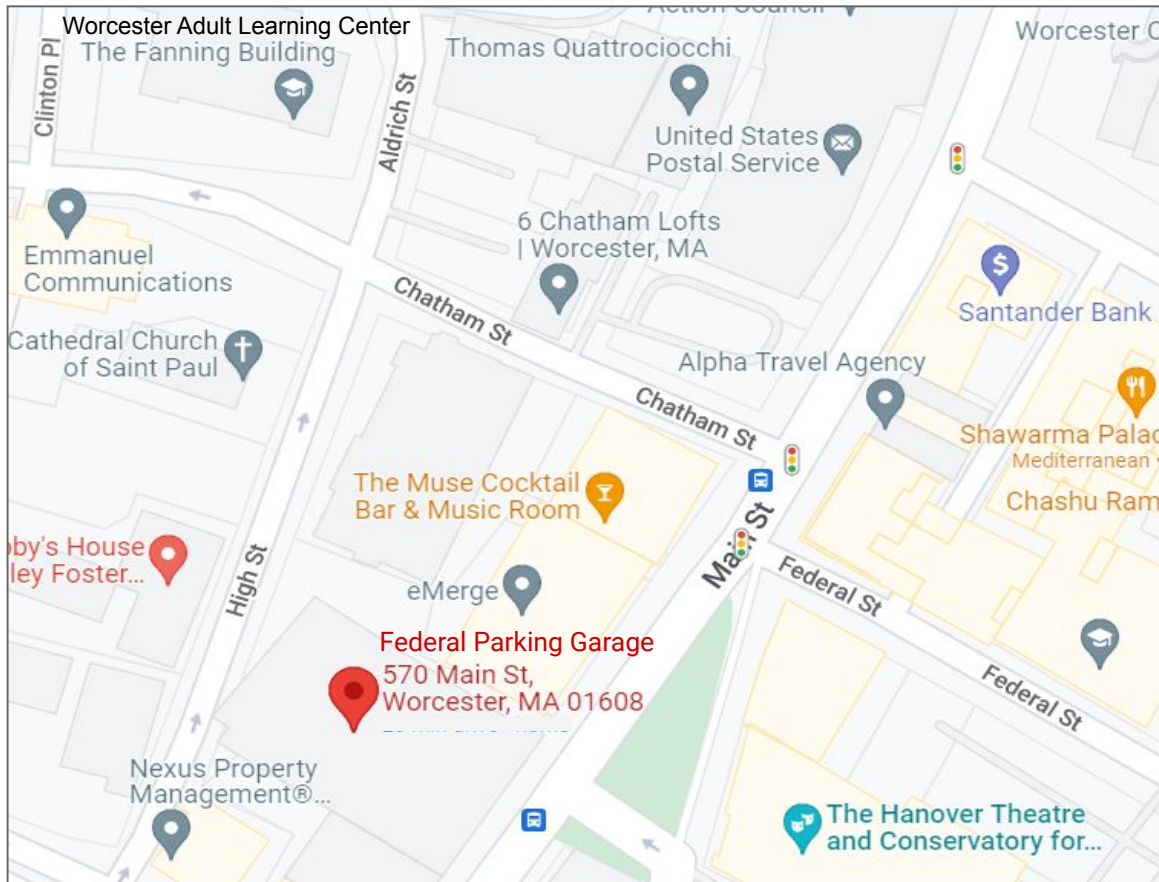 Action Council
Worcester Adult Learning Center
The Fanning Building
Clinton Pl
Aldrich St
Thomas Quattrociocchi
Worcester C
United States
Postal Service
6 Chatham Lofts
| Worcester, MA
Emmanuel
Communications
Chatham St
Santander Bank
Cathedral Church
of Saint Paul
Alpha Travel Agency
Chatham St
Shawarma Palac
Mediterranean
Chashu Ram
The Muse Cocktail
Bar & Music Room
Main St
by's House
ley Foster...
High St
eMerge
Federal St
Federal Parking Garage
570 Main St,
Worcester, MA 01608
Federal St
Nexus Property
Management®...
The Hanover Theatre
and Conservatory for...